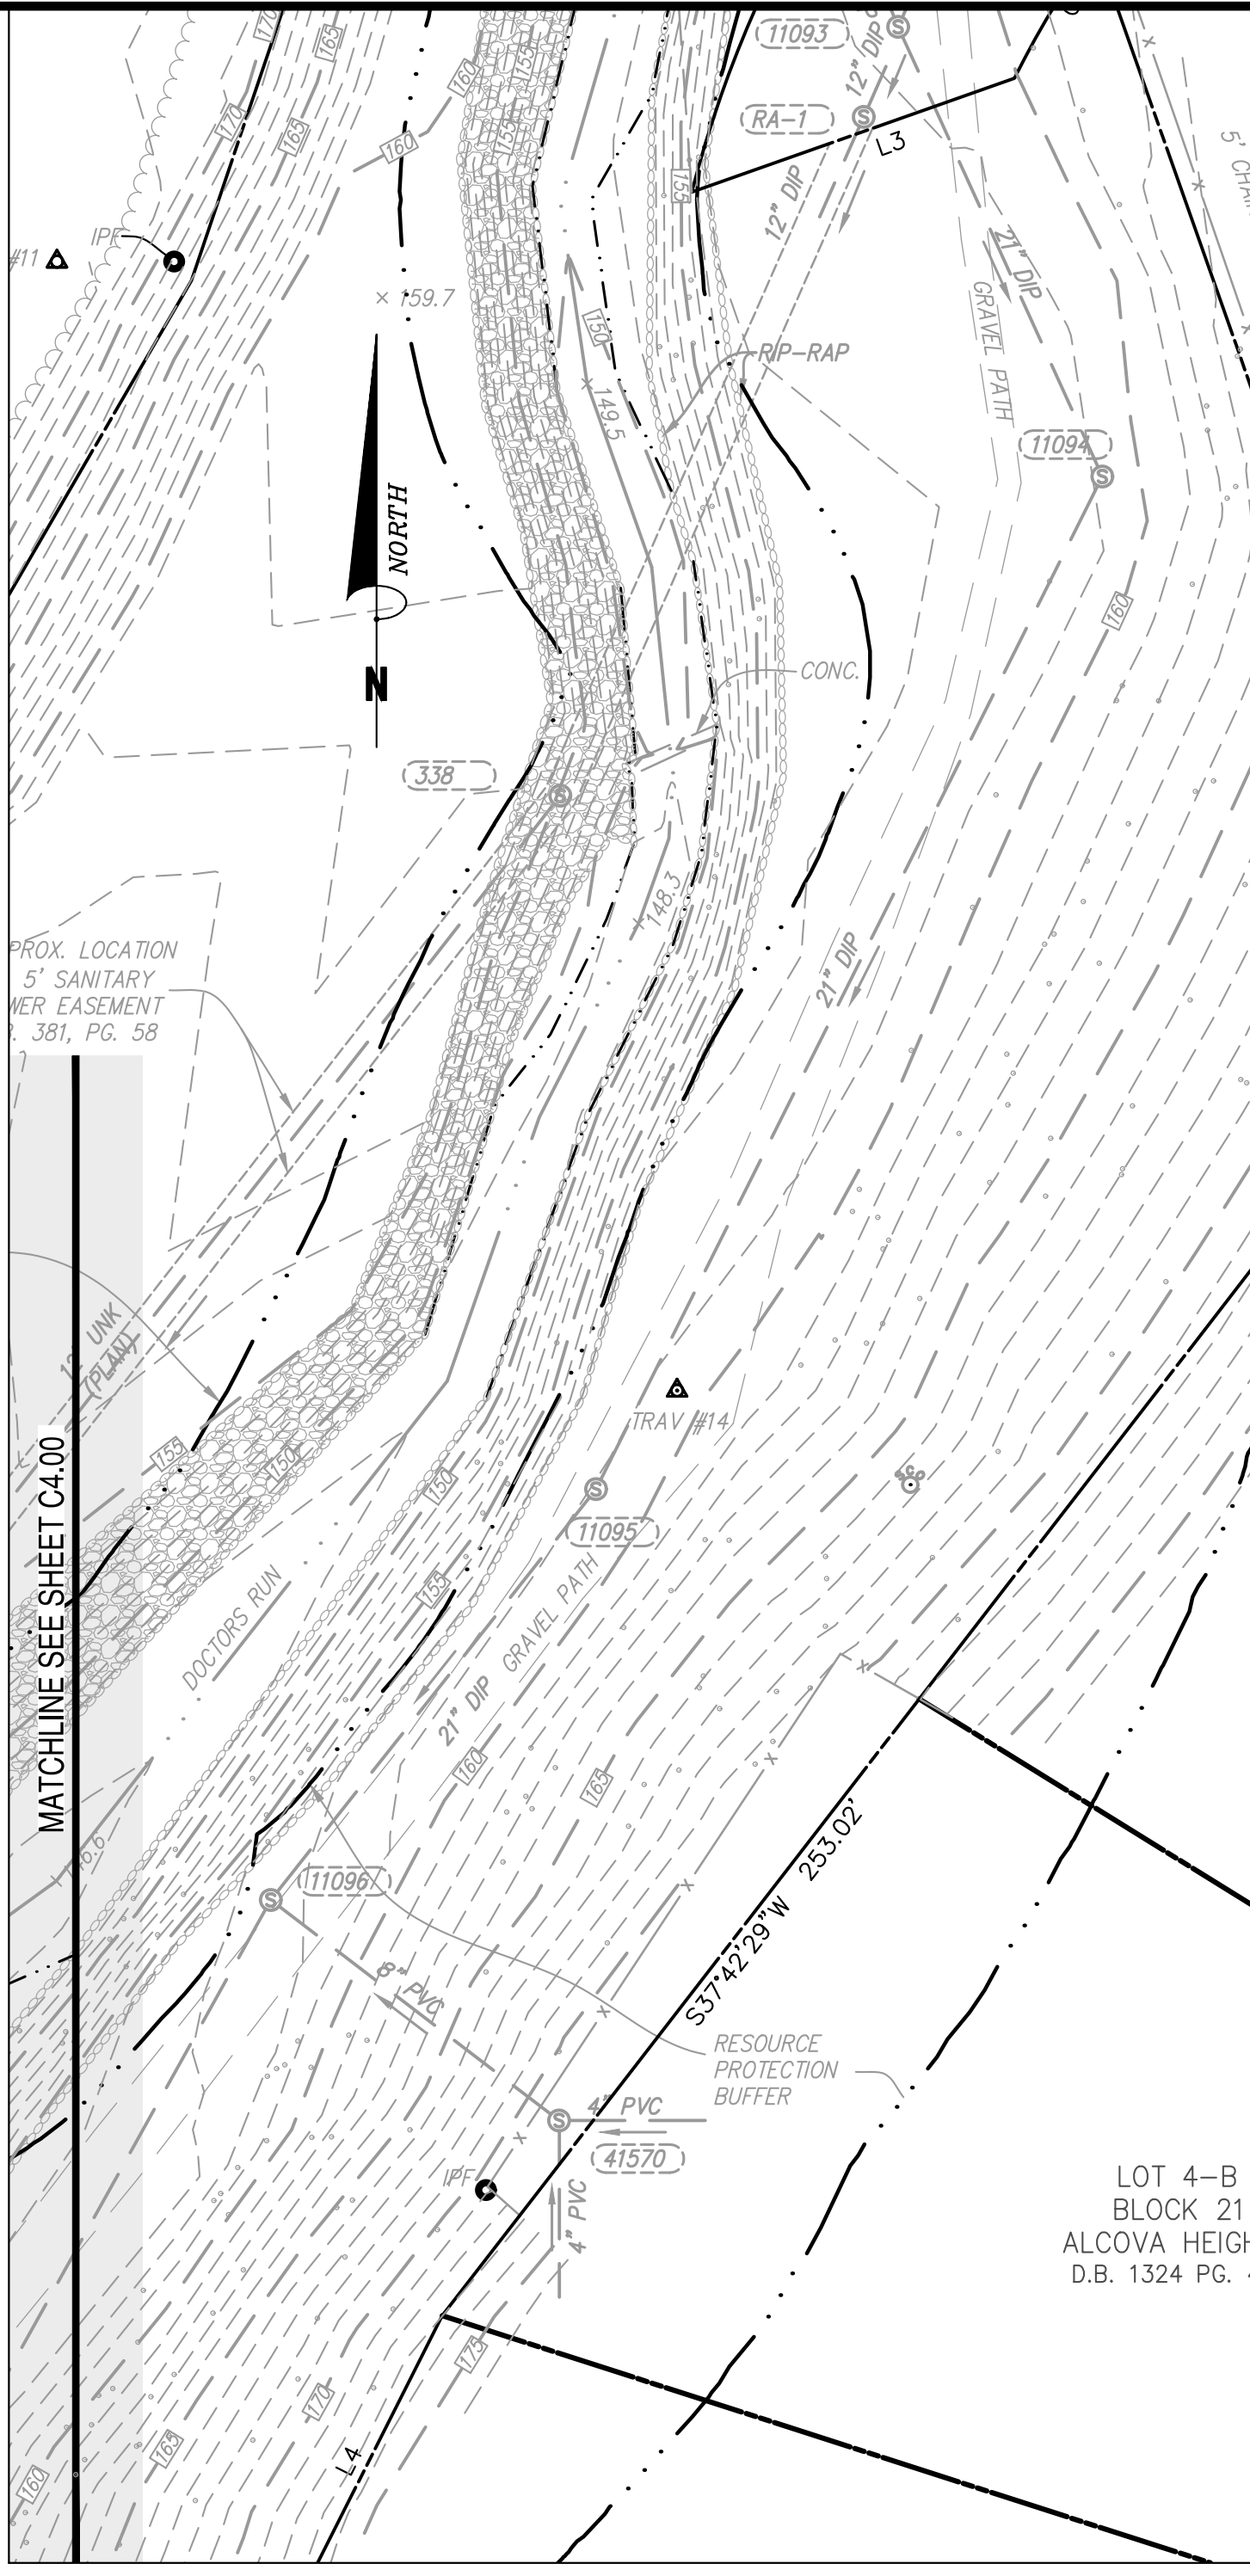 170
165
160
155
11093
12" DIP
170
165
160
155
RA-1
L3
155
5'
12" DIP
IPF
#11
21" DIP
× 159.7
GRAVEL PATH
150
RIP-RAP
× 149.5
11094
NORTH
160
CONC.
N
338
× 148.3
21" DIP
PROX. LOCATION
5' SANITARY
WER EASEMENT
. 381, PG. 58
UNK
(PLAN)
TRAV #14
155
150
150
MATCHLINE SEE SHEET C4.00
11095
DOCTORS RUN
155
GRAVEL PATH
21" DIP
160
165
S37°42'29"W 253.02'
11096
8" PVC
RESOURCE
PROTECTION
BUFFER
4" PVC
41570
IPF
4" PVC
LOT 4-B
BLOCK 21
ALCOVA HEIGH
D.B. 1324 PG.
175
170
L4
165
160